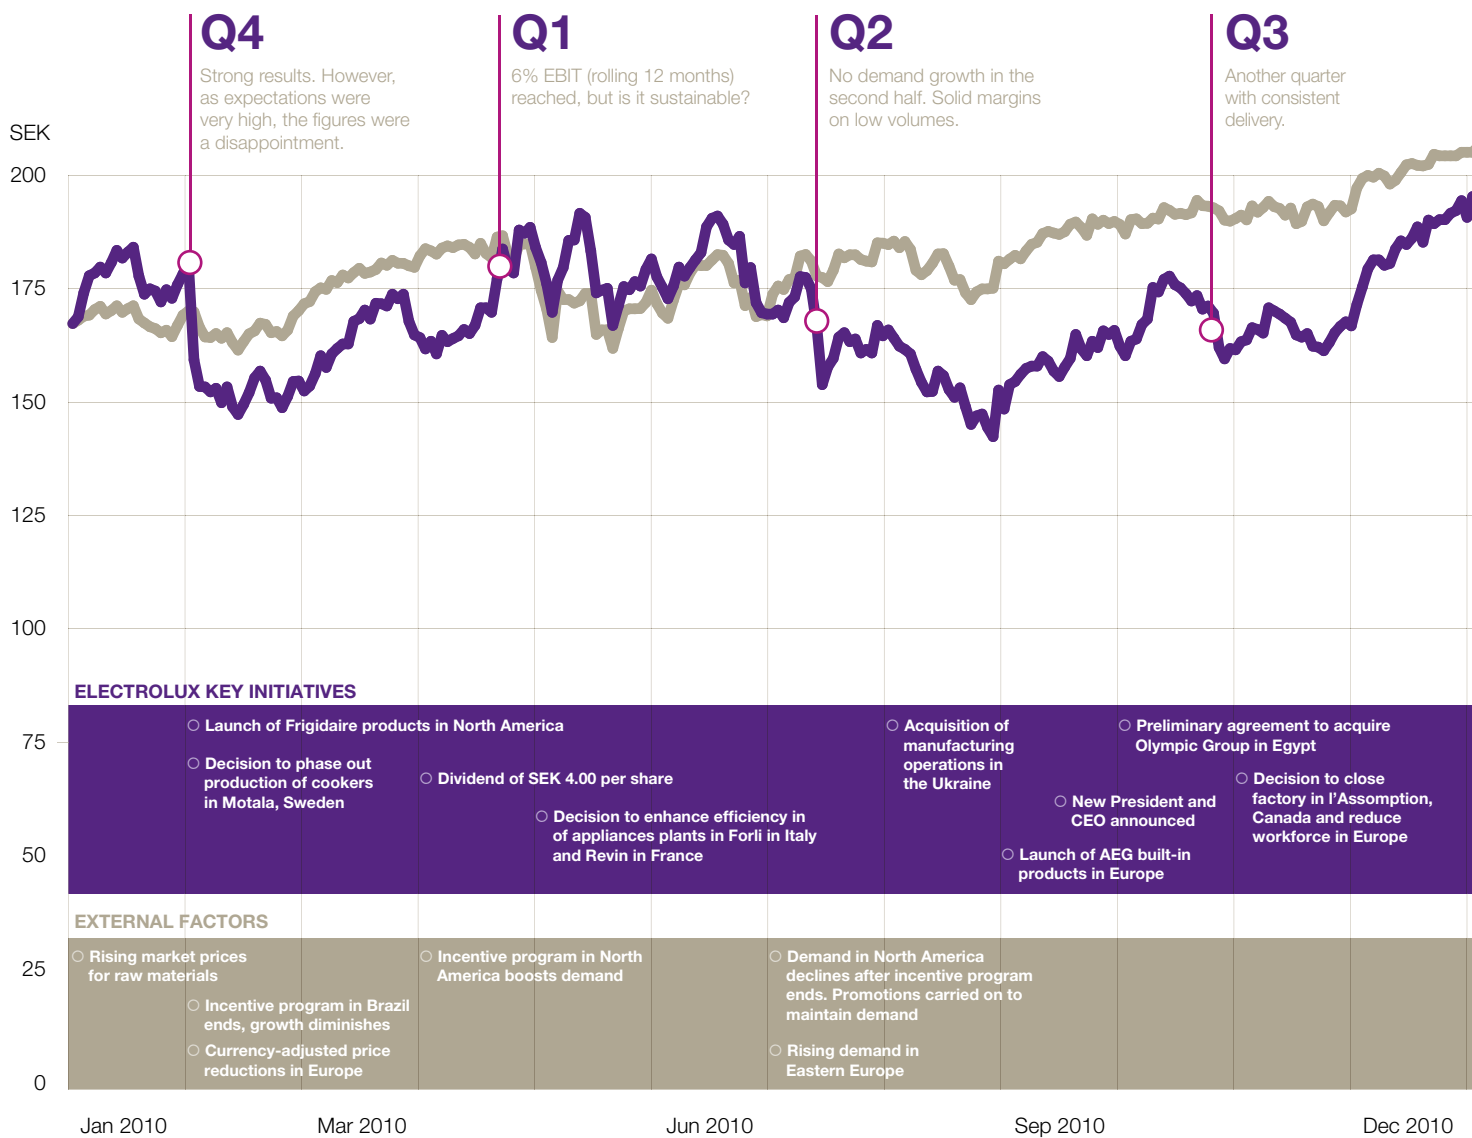 Q4
Strong results. However,
as expectations were
very high, the figures were
a disappointment.
Q1
6% EBIT (rolling 12 months)
reached, but is it sustainable?
Q2
No demand growth in the
second half. Solid margins
on low volumes.
Q3
Another quarter
with consistent
delivery.
SEK
200
175
150
125
100
75
50
25
0
ELECTROLUX KEY INITIATIVES
Launch of Frigidaire products in North America
Decision to phase out
production of cookers
in Motala, Sweden
Dividend of SEK 4.00 per share
Decision to enhance efficiency in
of appliances plants in Forli in Italy
and Revin in France
Acquisition of
manufacturing
operations in
the Ukraine
Launch of AEG built-in
products in Europe
New President and
CEO announced
Preliminary agreement to acquire
Olympic Group in Egypt
Decision to close
factory in l'Assomption,
Canada and reduce
workforce in Europe
EXTERNAL FACTORS
Rising market prices
for raw materials
Incentive program in Brazil
ends, growth diminishes
Currency-adjusted price
reductions in Europe
Incentive program in North
America boosts demand
Demand in North America
declines after incentive program
ends. Promotions carried on to
maintain demand
Rising demand in
Eastern Europe
Jan 2010
Mar 2010
Jun 2010
Sep 2010
Dec 2010